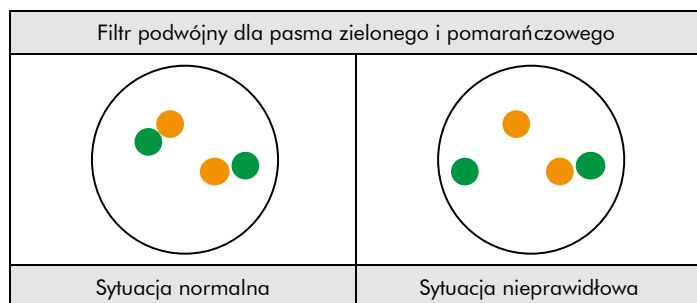 Filtr podwójny dla pasma zielonego i pomarańczowego
Sytuacja normalna
Sytuacja nieprawidłowa